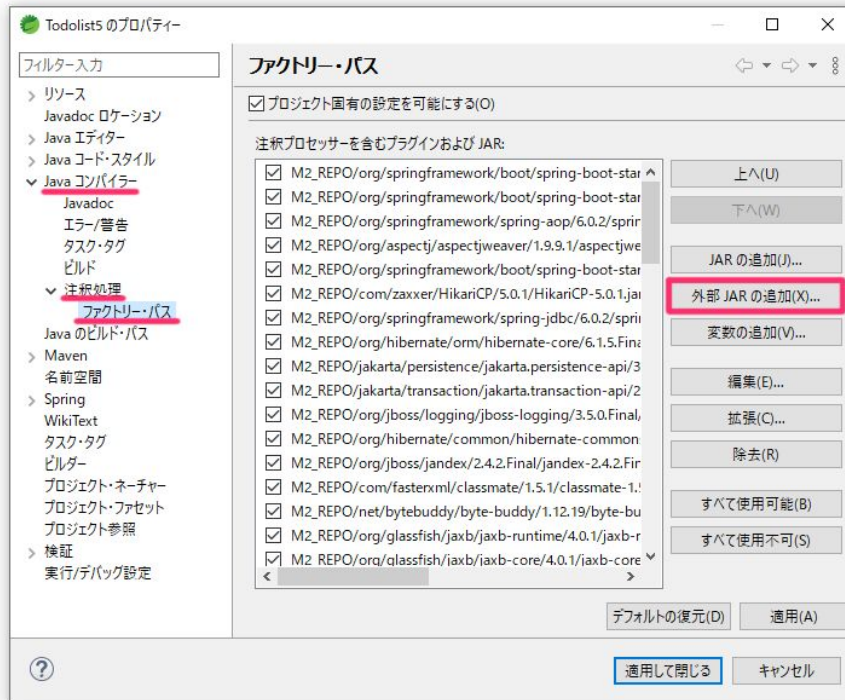 Todolist5 のプロパティー
フィルター入力
リソース
Javadoc ロケーション
Java エディター
Java コード・スタイル
Java コンパイラー
Javadoc
エラー/警告
タスク・タグ
ビルド
注釈処理
ファクトリー・パス
Java のビルド・パス
Maven
名前空間
Spring
WikiText
タスク・タグ
ビルダー
プロジェクト・ネーチャー
プロジェクト・ファセット
プロジェクト参照
検証
実行/デバッグ設定
ファクトリー・パス
プロジェクト固有の設定を可能にする(O)
注釈プロセッサーを含むプラグインおよび JAR:
M2_REPO/org/springframework/boot/spring-boot-star
M2_REPO/org/springframework/boot/spring-boot-star
M2_REPO/org/springframework/spring-aop/6.0.2/sprin
M2_REPO/org/aspectj/aspectjweaver/1.9.9.1/aspectjwe
M2_REPO/org/springframework/boot/spring-boot-star
M2_REPO/com/zaxxer/HikariCP/5.0.1/HikariCP-5.0.1.jar
M2_REPO/org/springframework/spring-jdbc/6.0.2/sprin
M2_REPO/org/hibernate/orm/hibernate-core/6.1.5.Fina
M2_REPO/jakarta/persistence/jakarta.persistence-api/3
M2_REPO/jakarta/transaction/jakarta.transaction-api/2
M2_REPO/org/jboss/logging/jboss-logging/3.5.0.Final/
M2_REPO/org/hibernate/common/hibernate-common
M2_REPO/org/jboss/jandex/2.4.2.Final/jandex-2.4.2.Fin
M2_REPO/com/fasterxml/classmate/1.5.1/classmate-1.5
M2_REPO/net/bytebuddy/byte-buddy/1.12.19/byte-bu
M2_REPO/org/glassfish/jaxb/jaxb-runtime/4.0.1/jaxb-r
M2_REPO/org/glassfish/jaxb/jaxb-core/4.0.1/jaxb-core
上へ(U)
下へ(W)
JAR の追加(J)...
外部 JAR の追加(X)...
変数の追加(V)...
編集(E)...
拡張(C)...
除去(R)
すべて使用可能(B)
すべて使用不可(S)
デフォルトの復元(D)
適用(A)
適用して閉じる
キャンセル